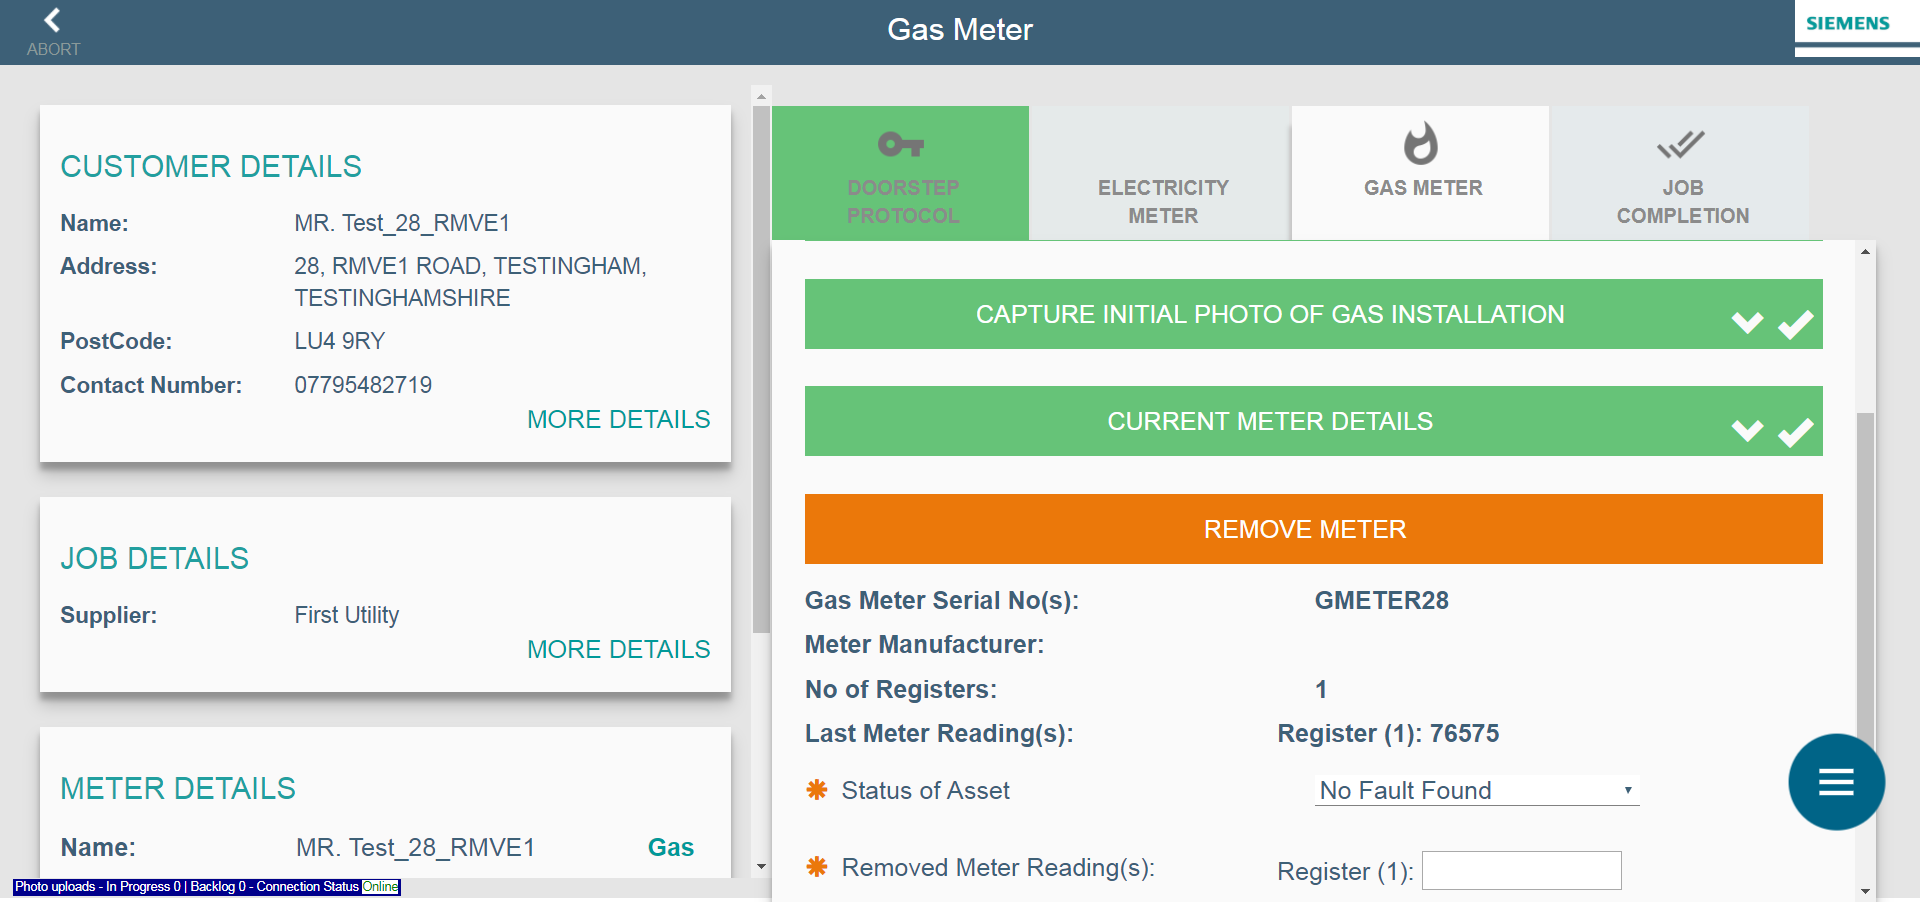 ABORT
Gas Meter
SIEMENS
CUSTOMER DETAILS
Name: MR. Test_28_RMVE1
Address: 28, RMVE1 ROAD, TESTINGHAM,
TESTINGHAMSHIRE
PostCode: LU4 9RY
Contact Number: 07795482719
MORE DETAILS
JOB DETAILS
Supplier: First Utility
MORE DETAILS
METER DETAILS
Name: MR. Test_28_RMVE1 Gas
Photo uploads - In Progress 0 | Backlog 0 - Connection Status Online
DOORSTEP
PROTOCOL
ELECTRICITY
METER
GAS METER
JOB
COMPLETION
CAPTURE INITIAL PHOTO OF GAS INSTALLATION
CURRENT METER DETAILS
REMOVE METER
Gas Meter Serial No(s): GMETER28
Meter Manufacturer:
No of Registers: 1
Last Meter Reading(s): Register (1): 76575
✱ Status of Asset No Fault Found
✱ Removed Meter Reading(s): Register (1):